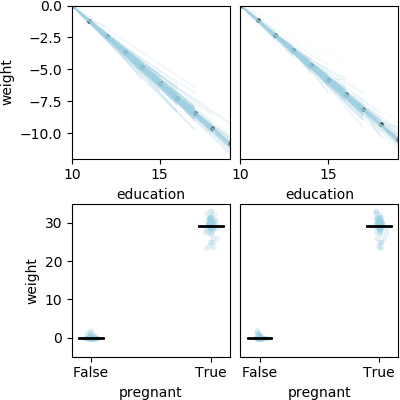 0.0
−2.5
−5.0
−7.5
−10.0
weight
10 15 10 15
education education
30
20
10
0
weight
False True False True
pregnant pregnant